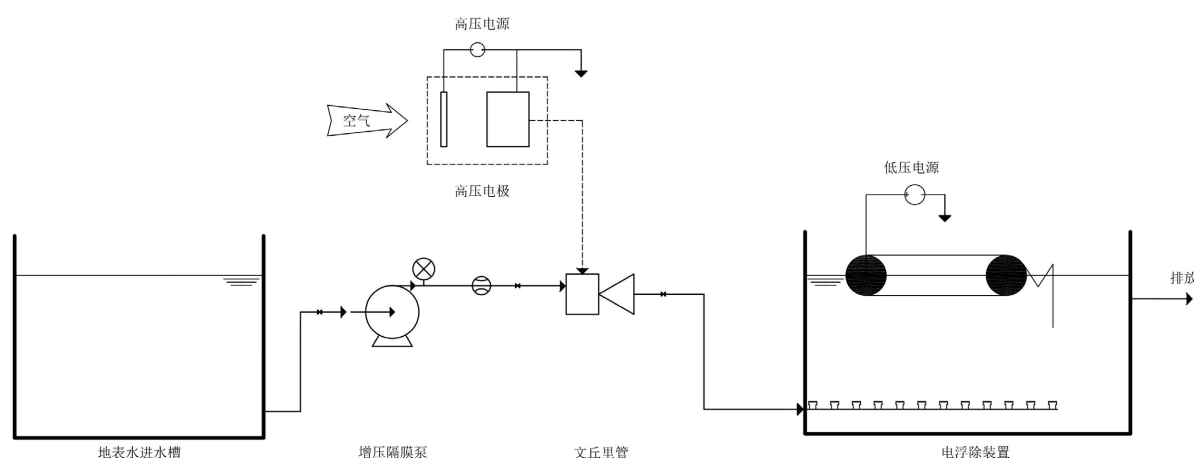 高压电源
空气
高压电极
低压电源
排放
地表水进水槽
增压隔膜泵
文丘里管
电浮除装置